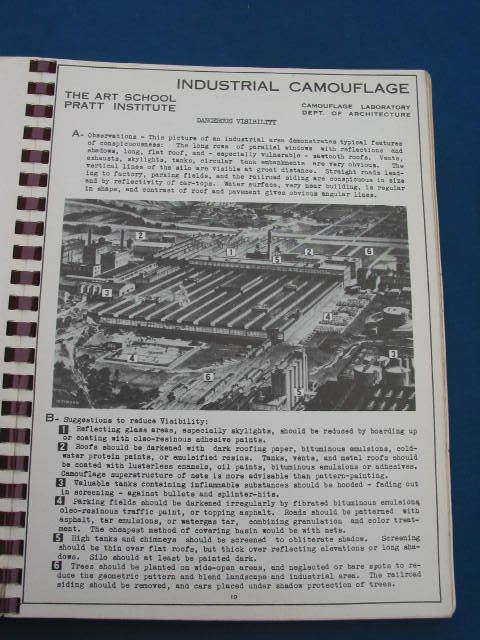 INDUSTRIAL CAMOUFLAGE
THE ART SCHOOL
PRATT INSTITUTE
CAMOUFLAGE LABORATORY
DEPT. OF ARCHITECTURE
DANGEROUS VISIBILITY
A- Observations - This picture of an industrial area demonstrates typical features
of conspicuousness: The long rows of parallel windows with reflections and
shadows, long, flat roof, and - especially vulnerable - sawtooth roofs. Vents,
exhausts, skylights, tanks, circular tank embankments are very obvious. The
vertical lines of the silo are visible at great distance. Straight roads lead-
ing to factory, parking fields, and the railroad siding are conspicuous in size
and by reflectivity of car-tops. Water surface, very near building, is regular
in shape, and contrast of roof and pavement gives obvious angular lines.
2
1
2
6
5
3
4
4
3
6
5
B- Suggestions to reduce Visibility:
1 Reflecting glass areas, especially skylights, should be reduced by boarding up
or coating with oleo-resinous adhesive paints.
2 Roofs should be darkened with dark roofing paper, bituminous emulsions, cold-
water protein paints, or emulsified resins. Tanks, vents, and metal roofs should
be coated with lusterless enamels, oil paints, bituminous emulsions or adhesives.
Camouflage superstructure of nets is more advisable than pattern-painting.
3 Valuable tanks containing inflammable substances should be hooded - fading out
in screening - against bullets and splinter-hits.
4 Parking fields should be darkened irregularly by fibrated bituminous emulsions,
oleo-resinous traffic paint, or topping asphalt. Roads should be patterned with
asphalt, tar emulsions, or watergas tar, combining granulation and color treat-
ment. The cheapest method of covering basin would be with nets.
5 High tanks and chimneys should be screened to obliterate shadow. Screening
should be thin over flat roofs, but thick over reflecting elevations or long sha-
dows. Silo should at least be painted dark.
6 Trees should be planted on wide-open areas, and neglected or bare spots to re-
duce the geometric pattern and blend landscape and industrial area. The railroad
siding should be removed, and cars placed under shadow protection of trees.
19